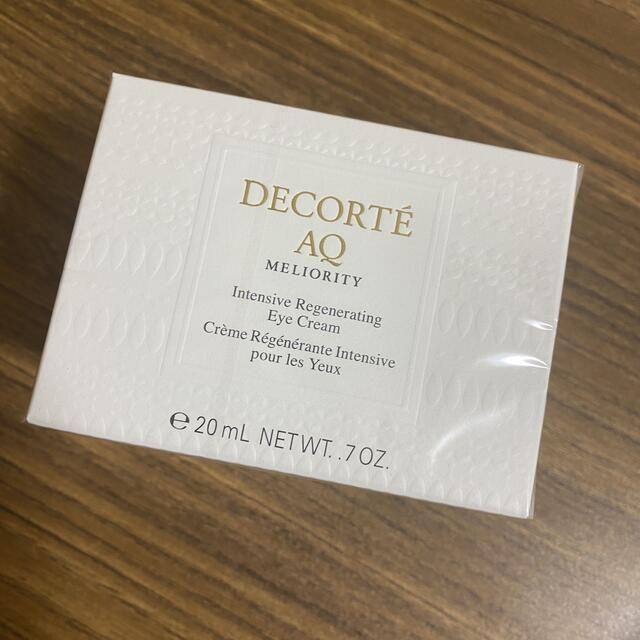 DECORTÉ
AQ
MELIORITY
Intensive Regenerating
Eye Cream
Crème Régénérante Intensive
pour les Yeux
℮ 20 mL NETWT. .7 OZ.